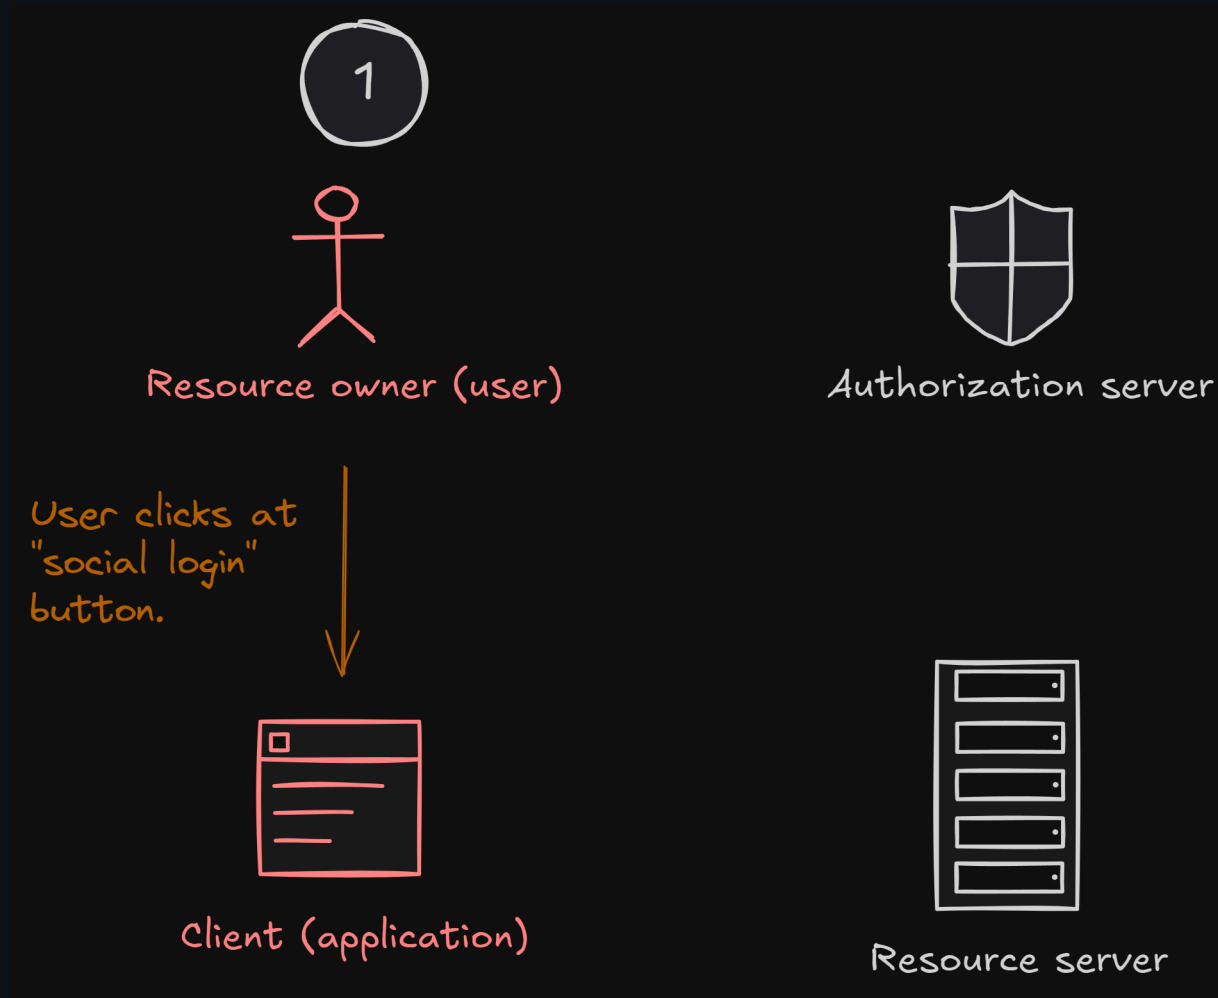 1
Resource owner (user)
Authorization server
User clicks at
"social login"
button.
Client (application)
Resource server